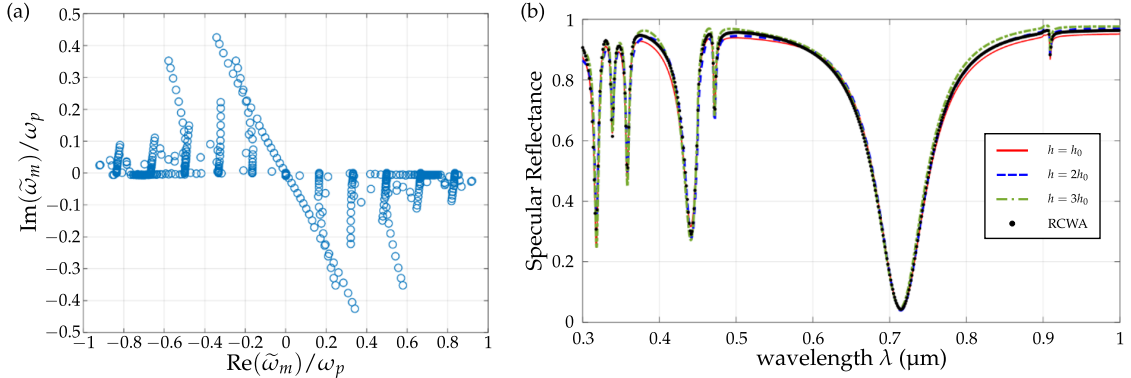 (a)
0.5
0.4
0.3
0.2
0.1
0
−0.1
−0.2
−0.3
−0.4
−0.5
−1 −0.8 −0.6 −0.4 −0.2 0 0.2 0.4 0.6 0.8 1
Im(ω̃ₘ)/ωₚ
Re(ω̃ₘ)/ωₚ
(b)
1
0.8
0.6
0.4
0.2
0
0.3 0.4 0.5 0.6 0.7 0.8 0.9 1
Specular Reflectance
wavelength λ (μm)
h = h₀
h = 2h₀
h = 3h₀
RCWA